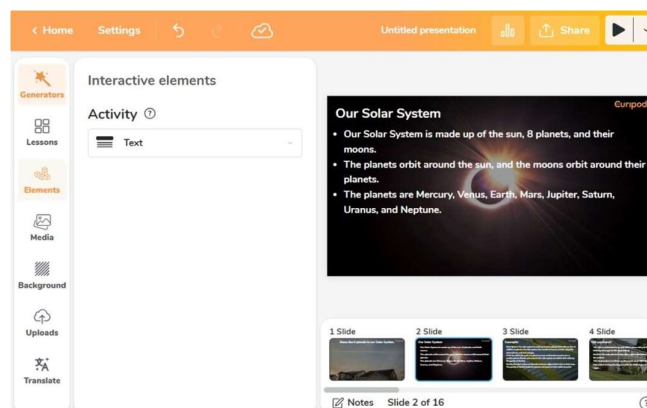 Home Settings Untitled presentation Share
Generators
Lessons
Elements
Media
Background
Uploads
Translate
Interactive elements
Activity
Text
Our Solar System
• Our Solar System is made up of the sun, 8 planets, and their
moons.
• The planets orbit around the sun, and the moons orbit around their
planets.
• The planets are Mercury, Venus, Earth, Mars, Jupiter, Saturn,
Uranus, and Neptune.
1 Slide 2 Slide 3 Slide 4 Slide
Notes Slide 2 of 16